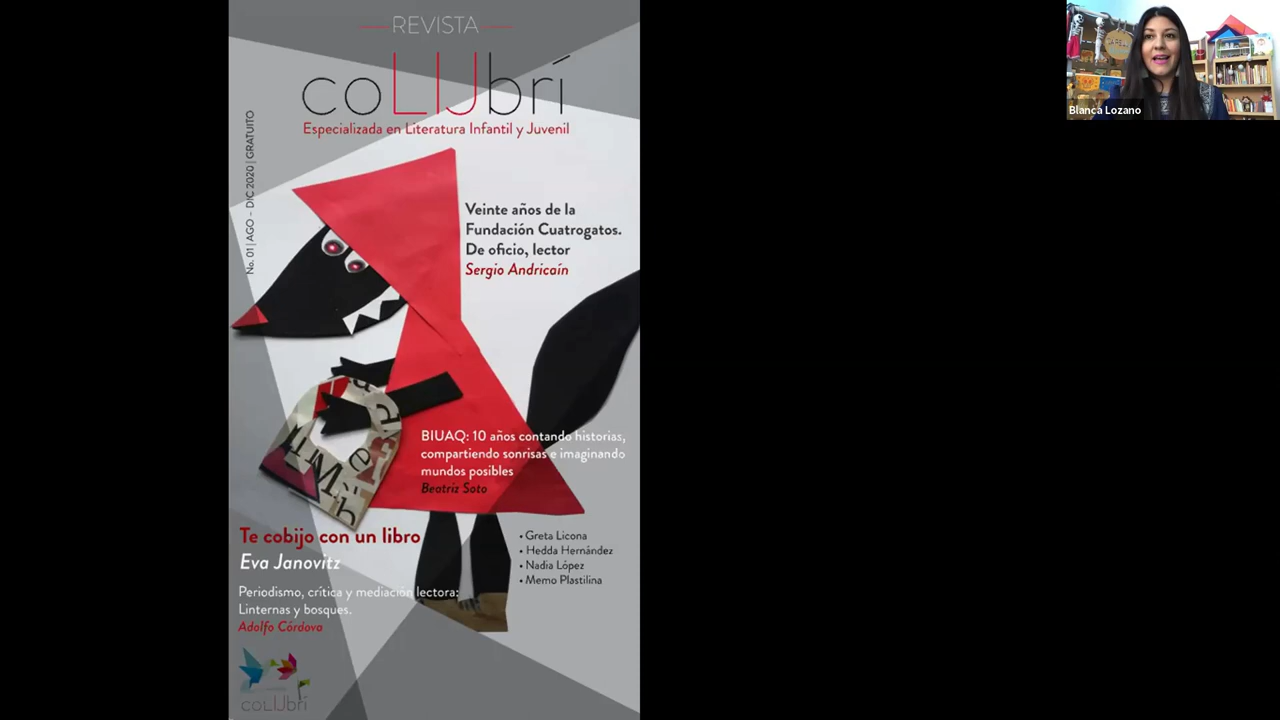 REVISTA
coLIJbrí
Especializada en Literatura Infantil y Juvenil
No. 01 | AGO – DIC 2020 | GRATUITO
Veinte años de la
Fundación Cuatrogatos.
De oficio, lector
Sergio Andricaín
BIUAQ: 10 años contando historias,
compartiendo sonrisas e imaginando
mundos posibles
Beatriz Soto
Te cobijo con un libro
Eva Janovitz
Periodismo, crítica y mediación lectora:
Linternas y bosques.
Adolfo Córdova
• Greta Licona
• Hedda Hernández
• Nadia López
• Memo Plastilina
coLIJbrí
Blanca Lozano